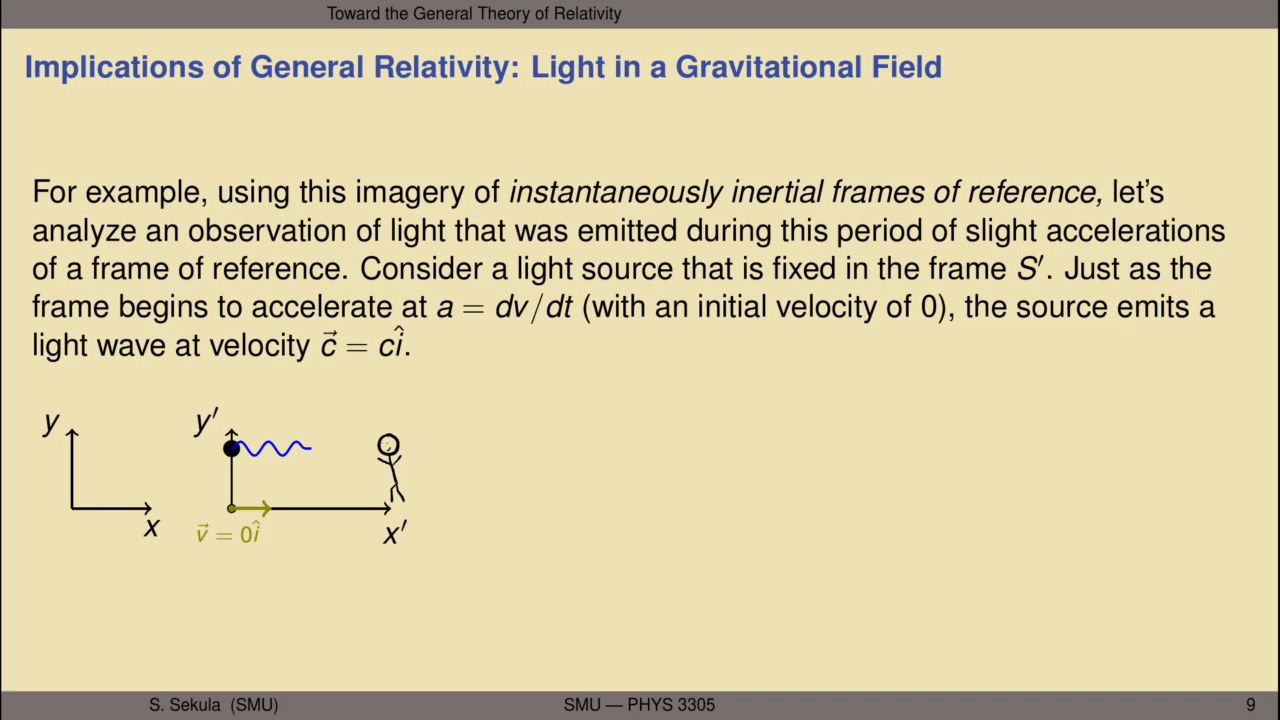 Toward the General Theory of Relativity
Implications of General Relativity: Light in a Gravitational Field
For example, using this imagery of instantaneously inertial frames of reference, let's
analyze an observation of light that was emitted during this period of slight accelerations
of a frame of reference. Consider a light source that is fixed in the frame S′. Just as the
frame begins to accelerate at a = dv/dt (with an initial velocity of 0), the source emits a
light wave at velocity c⃗ = cî.
y
y′
x
v⃗ = 0î
x′
S. Sekula (SMU)
SMU — PHYS 3305
9